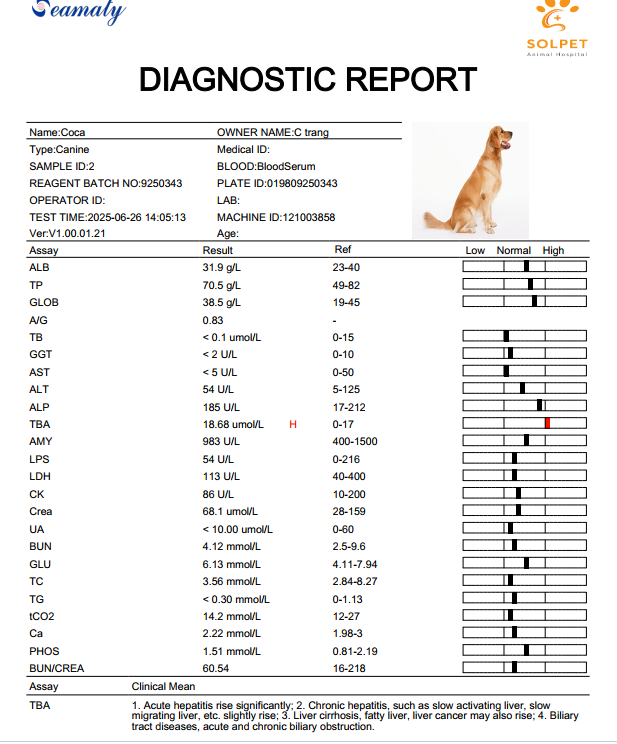 Seamaty
SOLPET
Animal Hospital
DIAGNOSTIC REPORT
Name:Coca OWNER NAME:C trang
Type:Canine Medical ID:
SAMPLE ID:2 BLOOD:BloodSerum
REAGENT BATCH NO:9250343 PLATE ID:019809250343
OPERATOR ID: LAB:
TEST TIME:2025-06-26 14:05:13 MACHINE ID:121003858
Ver:V1.00.01.21 Age:
Assay Result Ref Low Normal High
ALB 31.9 g/L 23-40
TP 70.5 g/L 49-82
GLOB 38.5 g/L 19-45
A/G 0.83 -
TB < 0.1 umol/L 0-15
GGT < 2 U/L 0-10
AST < 5 U/L 0-50
ALT 54 U/L 5-125
ALP 185 U/L 17-212
TBA 18.68 umol/L H 0-17
AMY 983 U/L 400-1500
LPS 54 U/L 0-216
LDH 113 U/L 40-400
CK 86 U/L 10-200
Crea 68.1 umol/L 28-159
UA < 10.00 umol/L 0-60
BUN 4.12 mmol/L 2.5-9.6
GLU 6.13 mmol/L 4.11-7.94
TC 3.56 mmol/L 2.84-8.27
TG < 0.30 mmol/L 0-1.13
tCO2 14.2 mmol/L 12-27
Ca 2.22 mmol/L 1.98-3
PHOS 1.51 mmol/L 0.81-2.19
BUN/CREA 60.54 16-218
Assay Clinical Mean
TBA 1. Acute hepatitis rise significantly; 2. Chronic hepatitis, such as slow activating liver, slow
migrating liver, etc. slightly rise; 3. Liver cirrhosis, fatty liver, liver cancer may also rise; 4. Biliary
tract diseases, acute and chronic biliary obstruction.